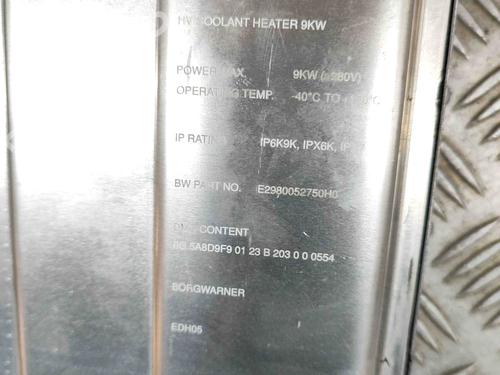 HV COOLANT HEATER 9KW
POWER MAX. 9KW
OPERATING TEMP. -40°C TO
IP RATING IP6K9K, IPX6K,
BW PART NO. E2980052750H0
DMC CONTENT
5A8D9F9 01 23 B 203 0 0 0554
BORGWARNER
EDH05